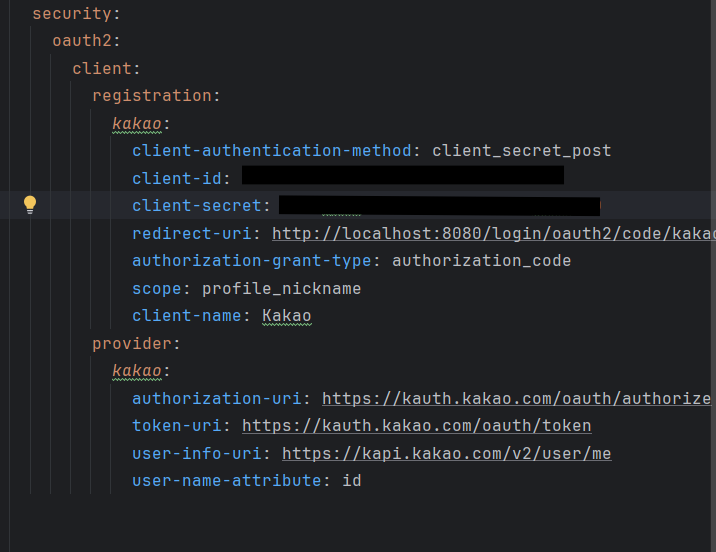 security:
oauth2:
client:
registration:
kakao:
client-authentication-method: client_secret_post
client-id:
client-secret:
redirect-uri: http://localhost:8080/login/oauth2/code/kakao
authorization-grant-type: authorization_code
scope: profile_nickname
client-name: Kakao
provider:
kakao:
authorization-uri: https://kauth.kakao.com/oauth/authorize
token-uri: https://kauth.kakao.com/oauth/token
user-info-uri: https://kapi.kakao.com/v2/user/me
user-name-attribute: id